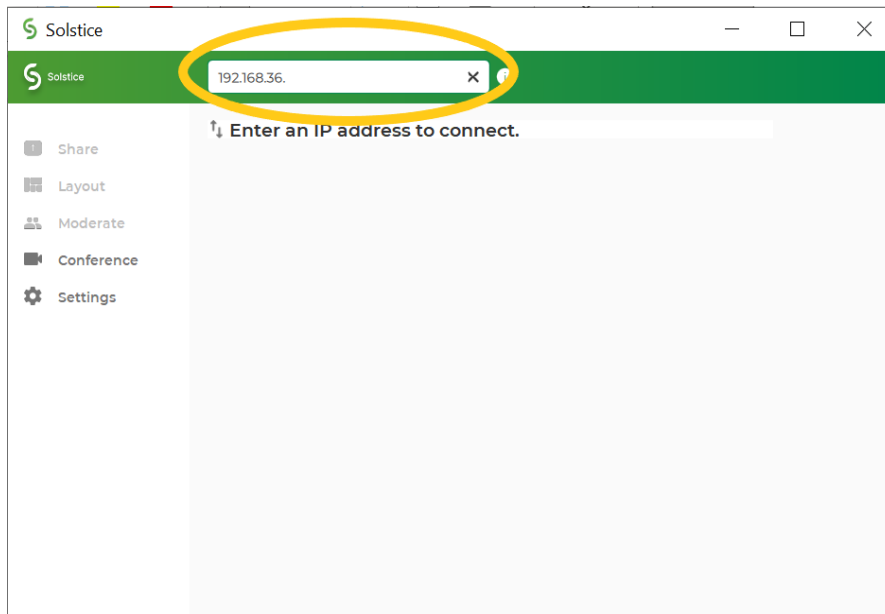 Solstice
Solstice
192.168.36.
Enter an IP address to connect.
Share
Layout
Moderate
Conference
Settings